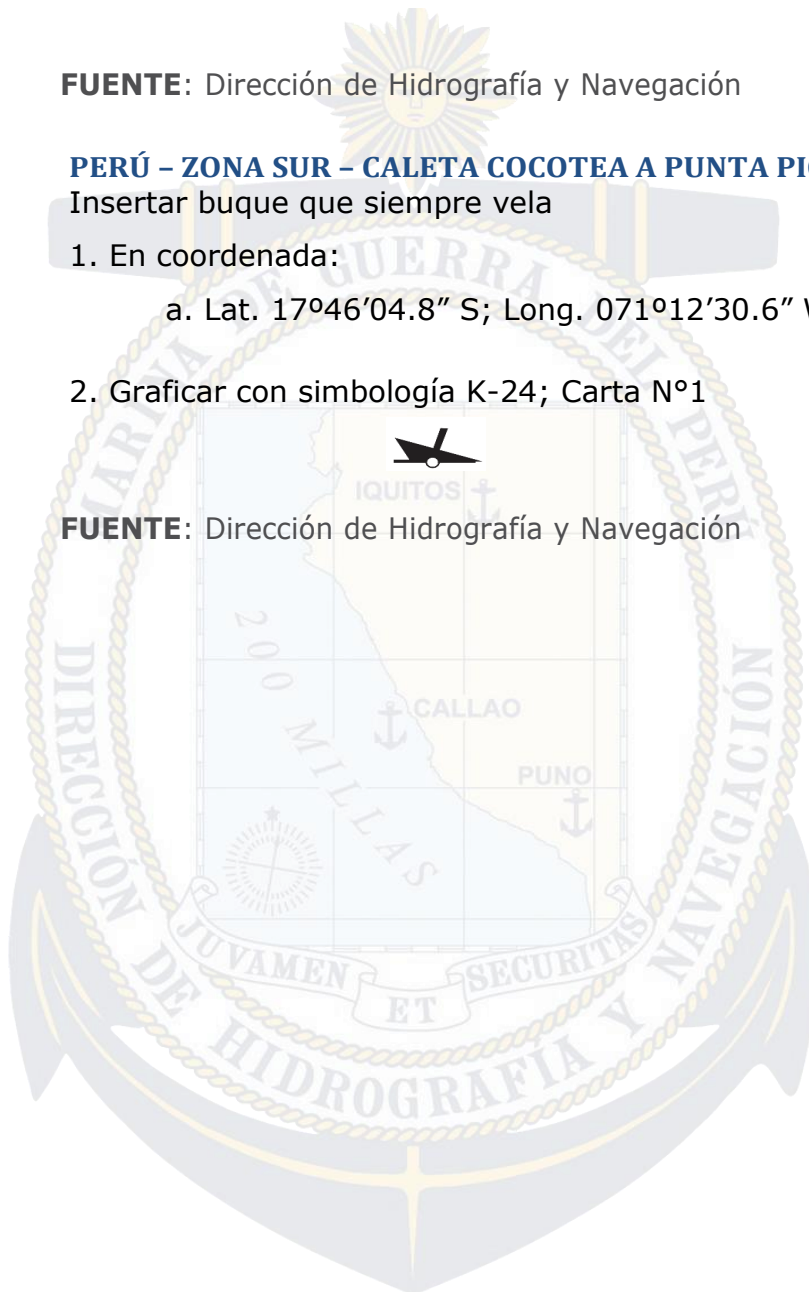 FUENTE: Dirección de Hidrografía y Navegación
PERÚ – ZONA SUR – CALETA COCOTEA A PUNTA
Insertar buque que siempre vela
1. En coordenada:
a. Lat. 17º46’04.8” S; Long. 071º12’30.6”
2. Graficar con simbología K-24; Carta N°1
FUENTE: Dirección de Hidrografía y Navegación
MARINA DE GUERRA DEL PERÚ
IQUITOS
200 MILLAS
CALLAO
PUNO
JUVAMEN ET SECURITAS
DIRECCIÓN DE HIDROGRAFÍA Y NAVEGACIÓN